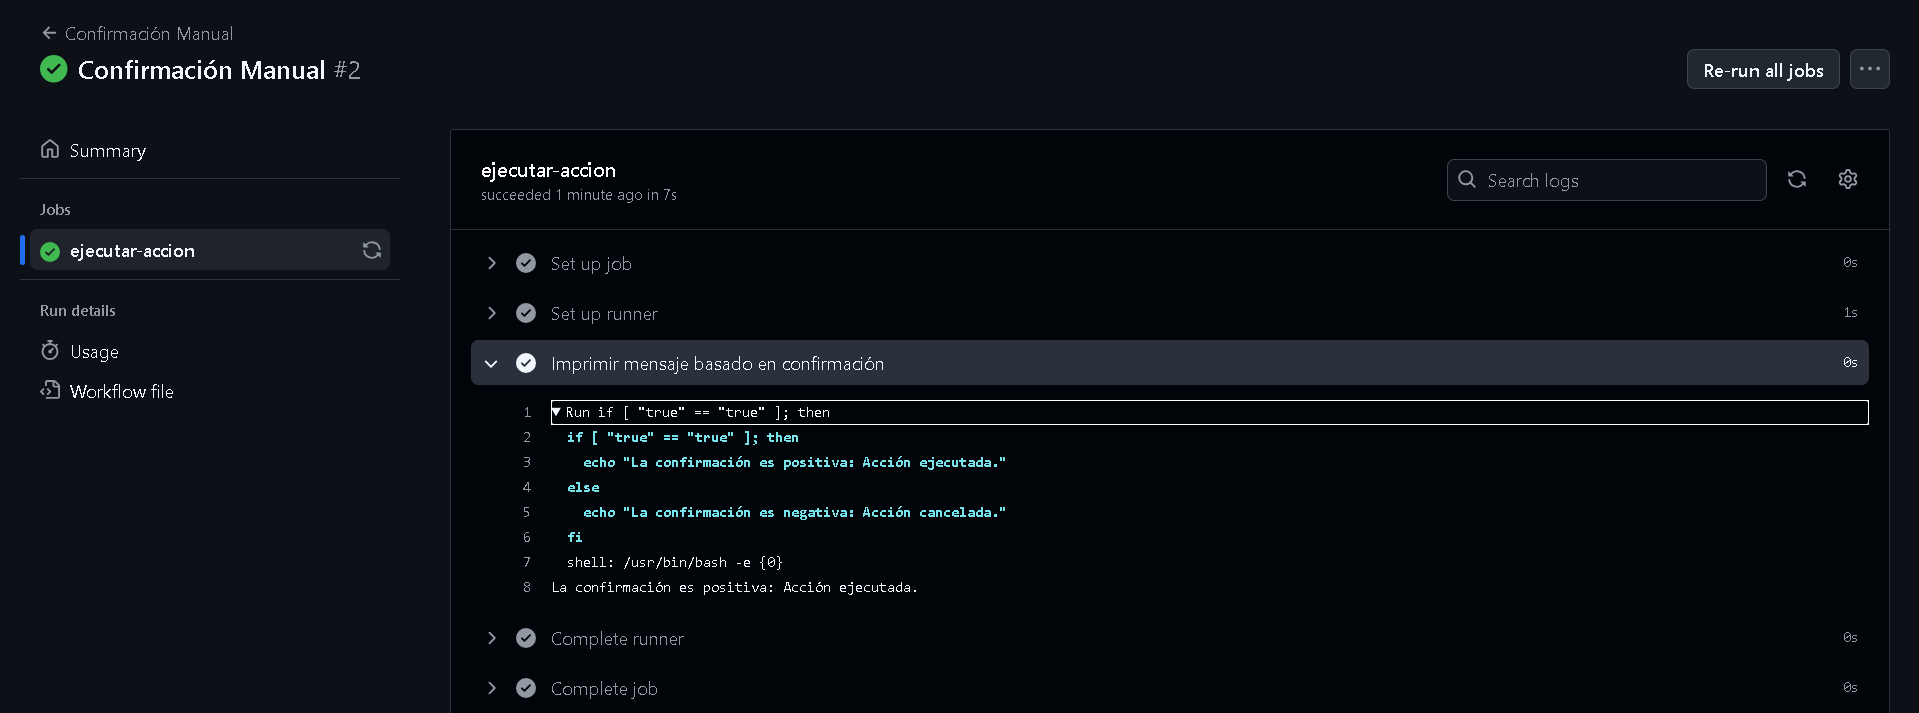 Confirmación Manual
Confirmación Manual #2
Re-run all jobs
Summary
Jobs
ejecutar-accion
Run details
Usage
Workflow file
ejecutar-accion
succeeded 1 minute ago in 7s
Search logs
Set up job 0s
Set up runner 1s
Imprimir mensaje basado en confirmación 0s
1 Run if [ "true" == "true" ]; then
2 if [ "true" == "true" ]; then
3 echo "La confirmación es positiva: Acción ejecutada."
4 else
5 echo "La confirmación es negativa: Acción cancelada."
6 fi
7 shell: /usr/bin/bash -e {0}
8 La confirmación es positiva: Acción ejecutada.
Complete runner 0s
Complete job 0s